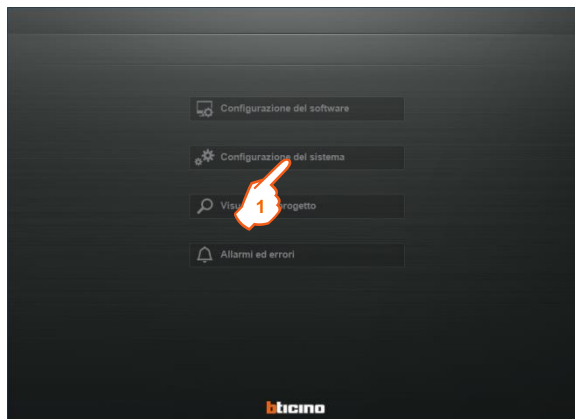 Configurazione del software
Configurazione del sistema
1
progetto
Allarmi ed errori
bticino